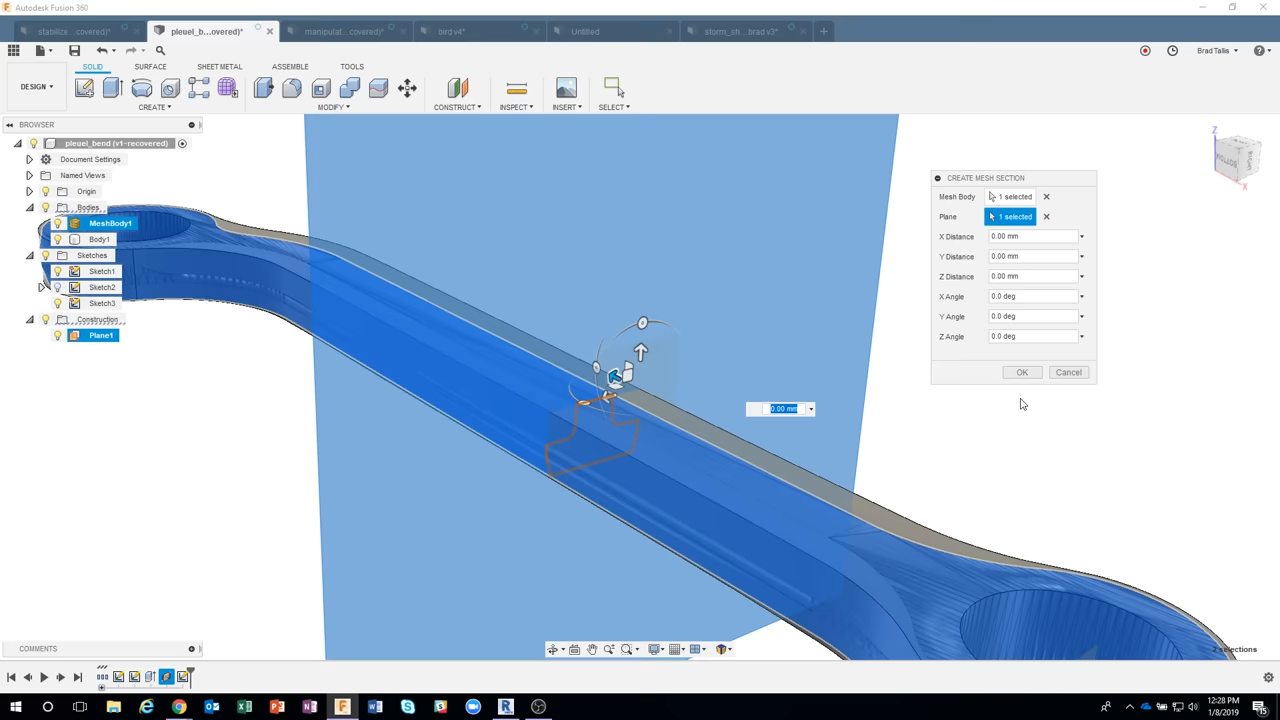 Autodesk Fusion 360
stabilize...covered)*
pleuel_b...overed)*
manipulat...covered)*
bird v4*
Untitled
storm_sh...brad v3*
Brad Tallis
SOLID SURFACE SHEET METAL ASSEMBLE TOOLS
DESIGN
CREATE MODIFY CONSTRUCT INSPECT INSERT SELECT
BROWSER
pleuel_bend (v1-recovered)
Document Settings
Named Views
Origin
Bodies
MeshBody1
Body1
Sketches
Sketch1
Sketch2
Sketch3
Construction
Plane1
Z
X
BOTTOM
RIGHT
CREATE MESH SECTION
Mesh Body 1 selected
Plane 1 selected
X Distance 0.00 mm
Y Distance 0.00 mm
Z Distance 0.00 mm
X Angle 0.0 deg
Y Angle 0.0 deg
Z Angle 0.0 deg
OK Cancel
0.00 mm
COMMENTS
2 selections
12:28 PM
1/8/2019
15